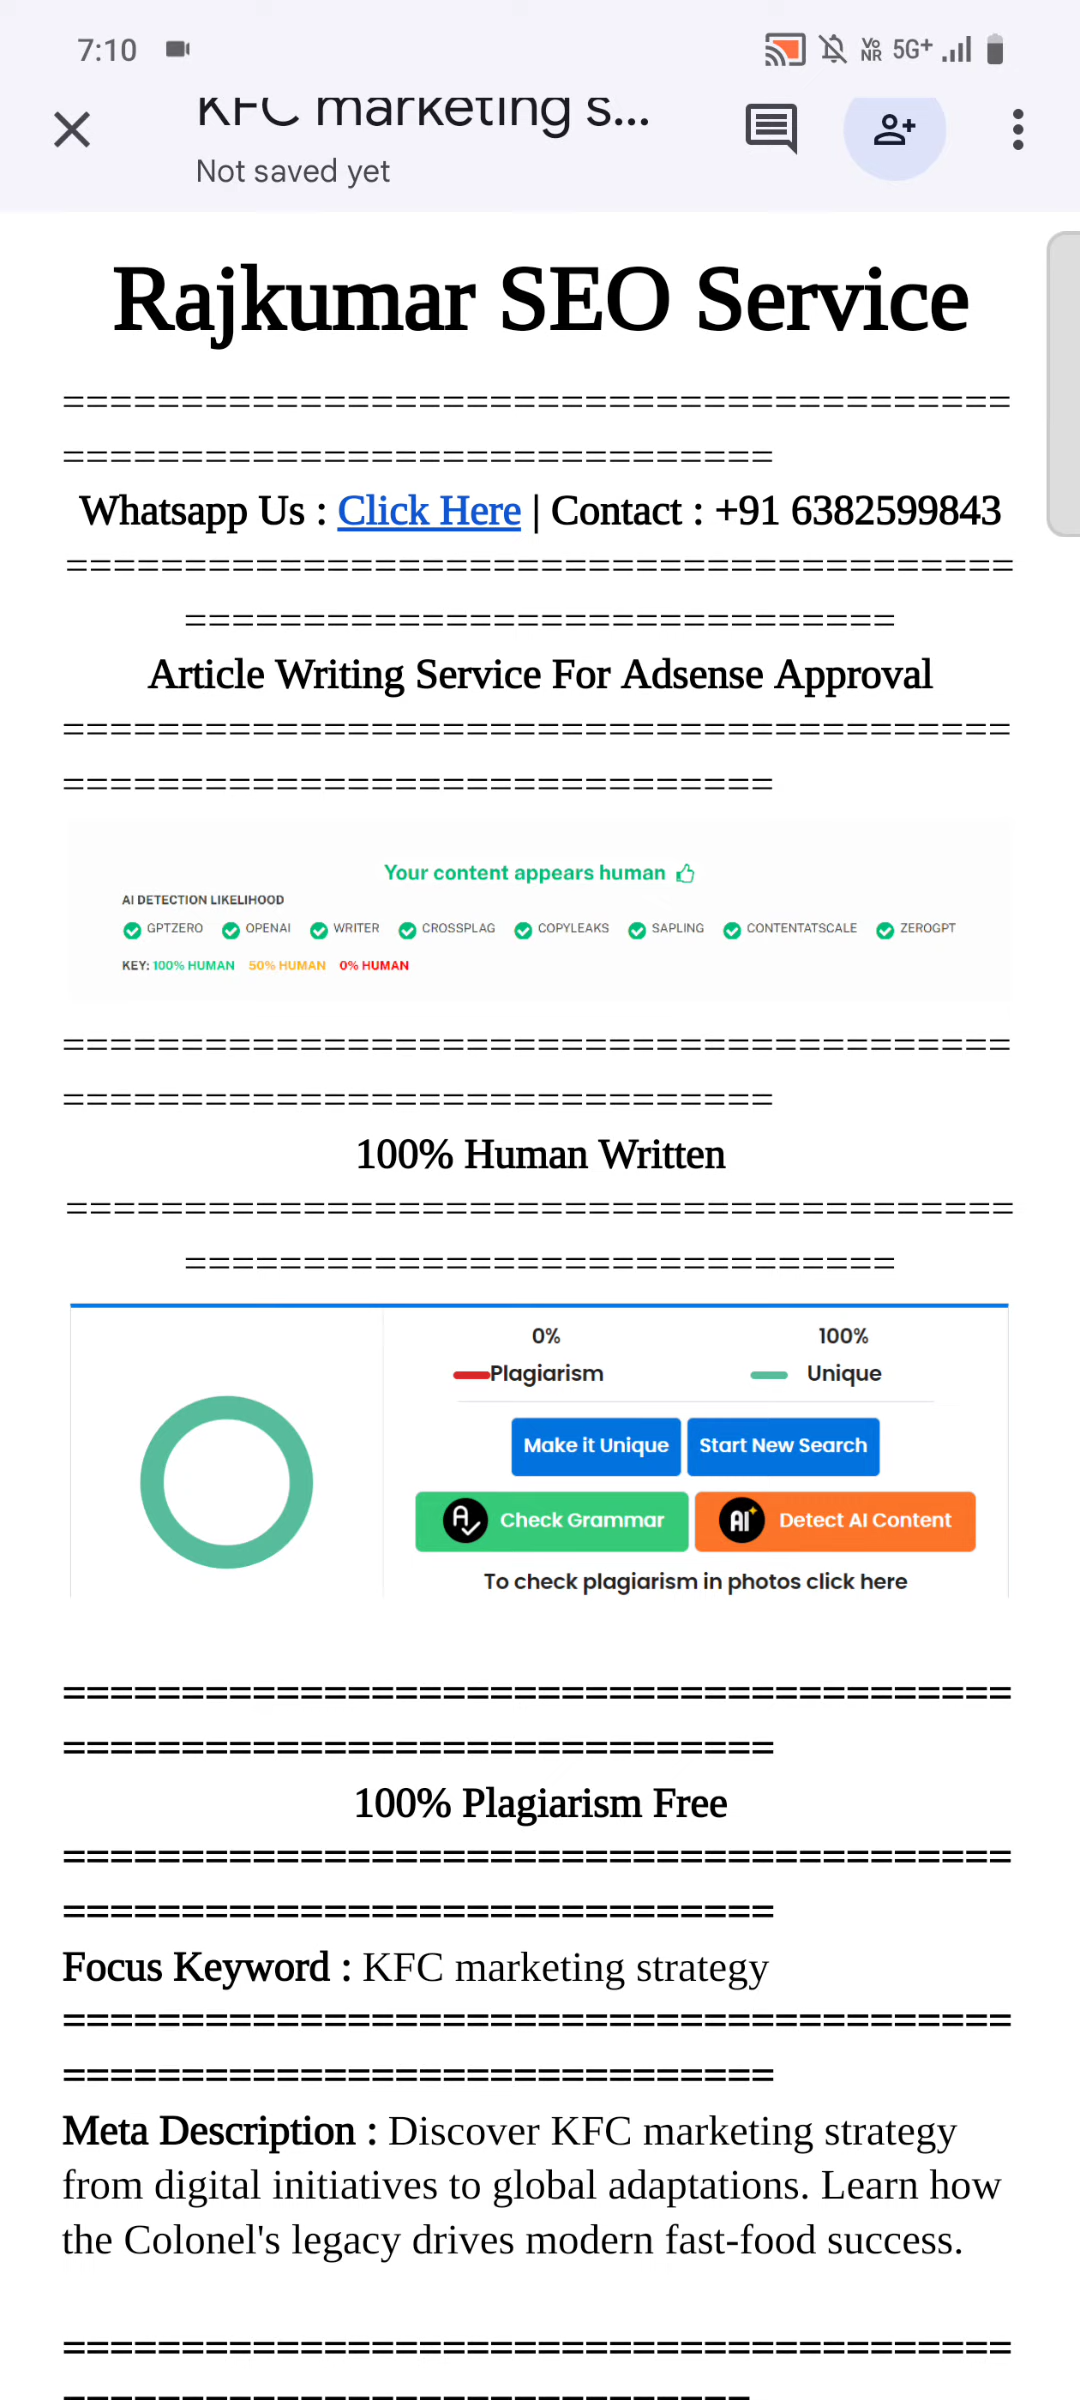 7:10 Vo NR 5G+
KFC marketing s...
Not saved yet
Rajkumar SEO Service
========================================
==============================
Whatsapp Us : Click Here | Contact : +91 6382599843
========================================
==============================
Article Writing Service For Adsense Approval
========================================
==============================
Your content appears human
AI DETECTION LIKELIHOOD
GPTZERO OPENAI WRITER CROSSPLAG COPYLEAKS SAPLING CONTENTATSCALE ZEROGPT
KEY: 100% HUMAN 50% HUMAN 0% HUMAN
========================================
==============================
100% Human Written
========================================
==============================
0% 100%
Plagiarism Unique
Make it Unique Start New Search
A Check Grammar AI Detect AI Content
To check plagiarism in photos click here
========================================
==============================
100% Plagiarism Free
========================================
==============================
Focus Keyword : KFC marketing strategy
========================================
==============================
Meta Description : Discover KFC marketing strategy
from digital initiatives to global adaptations. Learn how
the Colonel's legacy drives modern fast-food success.
========================================
=============================